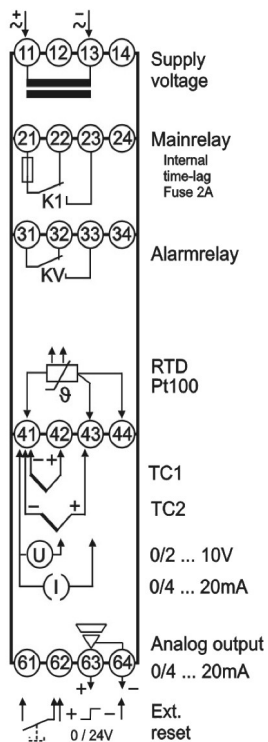 ~+ ~−
11 12 13 14
Supply
voltage
21 22 23 24
Mainrelay
Internal
time-lag
Fuse 2A
K1
31 32 33 34
KV
Alarmrelay
RTD
Pt100
ϑ
41 42 43 44
− +
TC1
− +
TC2
U
0/2 ... 10V
I
0/4 ... 20mA
Analog output
61 62 63 64
0/4 ... 20mA
+ −
+ −
Ext.
reset
0 / 24V